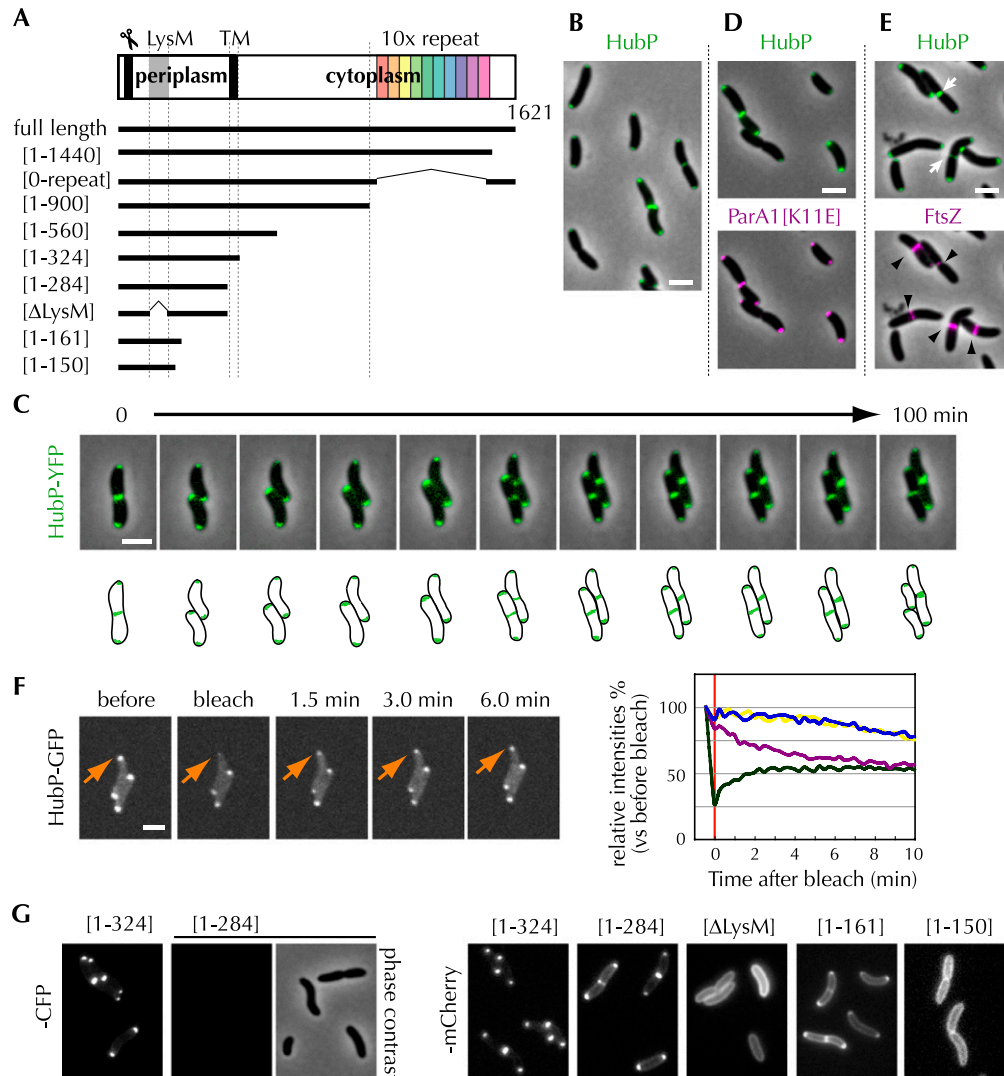 A
LysM TM 10x repeat
periplasm cytoplasm
1621
full length
[1-1440]
[0-repeat]
[1-900]
[1-560]
[1-324]
[1-284]
[ΔLysM]
[1-161]
[1-150]
B
HubP
D
HubP
ParA1[K11E]
E
HubP
FtsZ
C
0 100 min
HubP-YFP
F
before bleach 1.5 min 3.0 min 6.0 min
HubP-GFP
relative intensities %
(vs before bleach)
100
50
0
0 2 4 6 8 10
Time after bleach (min)
G
[1-324] [1-284]
-CFP
phase contrast
[1-324] [1-284] [ΔLysM] [1-161] [1-150]
-mCherry